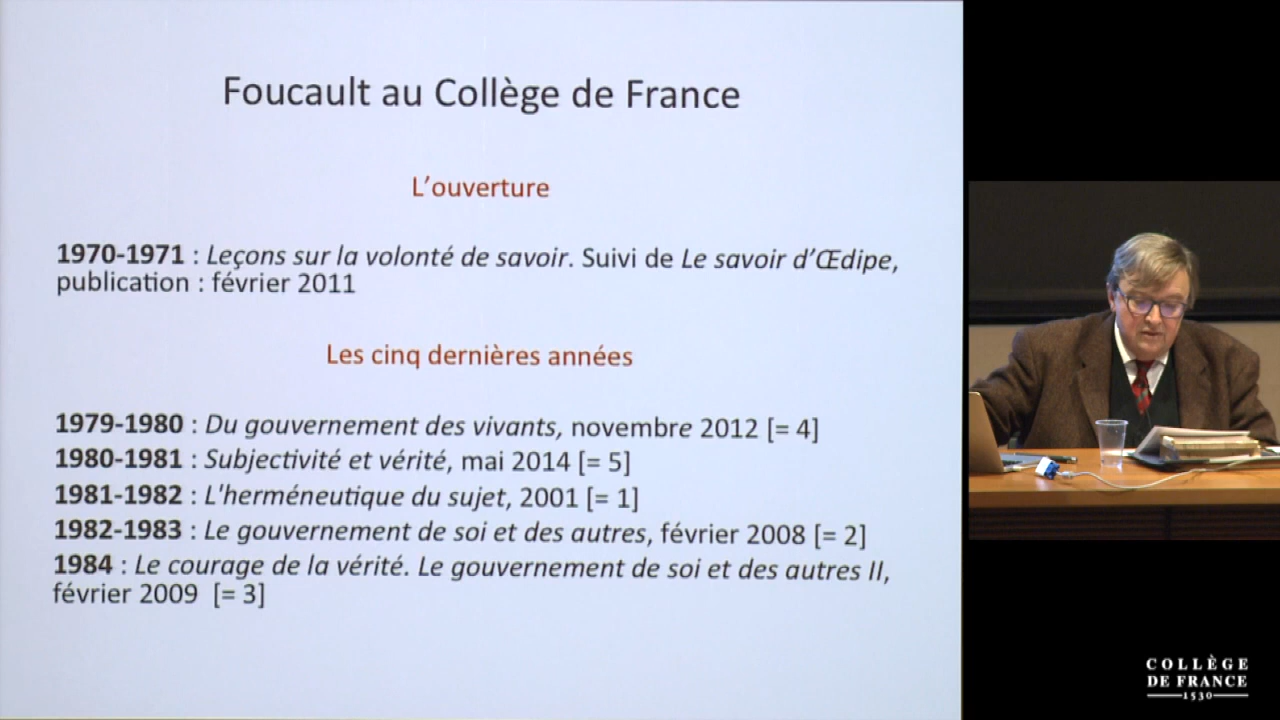 Foucault au Collège de France
L’ouverture
1970-1971 : Leçons sur la volonté de savoir. Suivi de Le savoir d’Œdipe,
publication : février 2011
Les cinq dernières années
1979-1980 : Du gouvernement des vivants, novembre 2012 [= 4]
1980-1981 : Subjectivité et vérité, mai 2014 [= 5]
1981-1982 : L'herméneutique du sujet, 2001 [= 1]
1982-1983 : Le gouvernement de soi et des autres, février 2008 [= 2]
1984 : Le courage de la vérité. Le gouvernement de soi et des autres II,
février 2009 [= 3]
COLLÈGE
DE FRANCE
1530